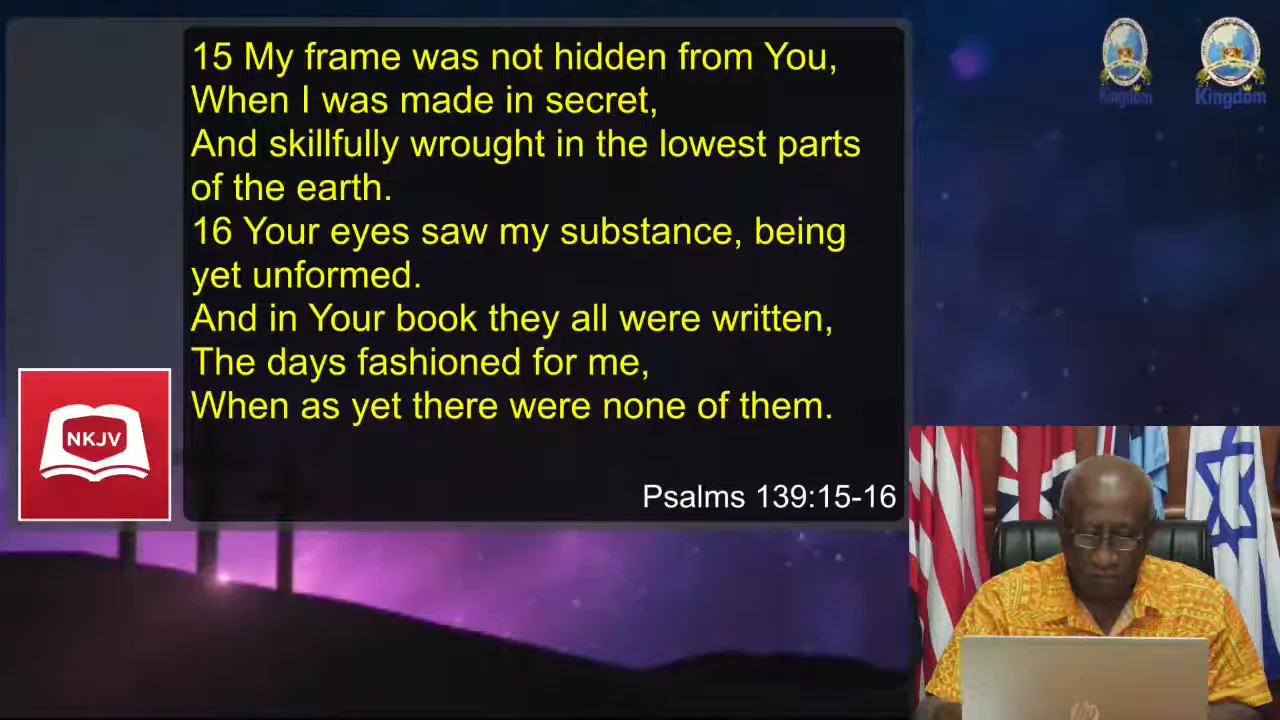 15 My frame was not hidden from You,
When I was made in secret,
And skillfully wrought in the lowest parts
of the earth.
16 Your eyes saw my substance, being
yet unformed.
And in Your book they all were written,
The days fashioned for me,
When as yet there were none of them.
Psalms 139:15-16
NKJV
Kingdom
Kingdom